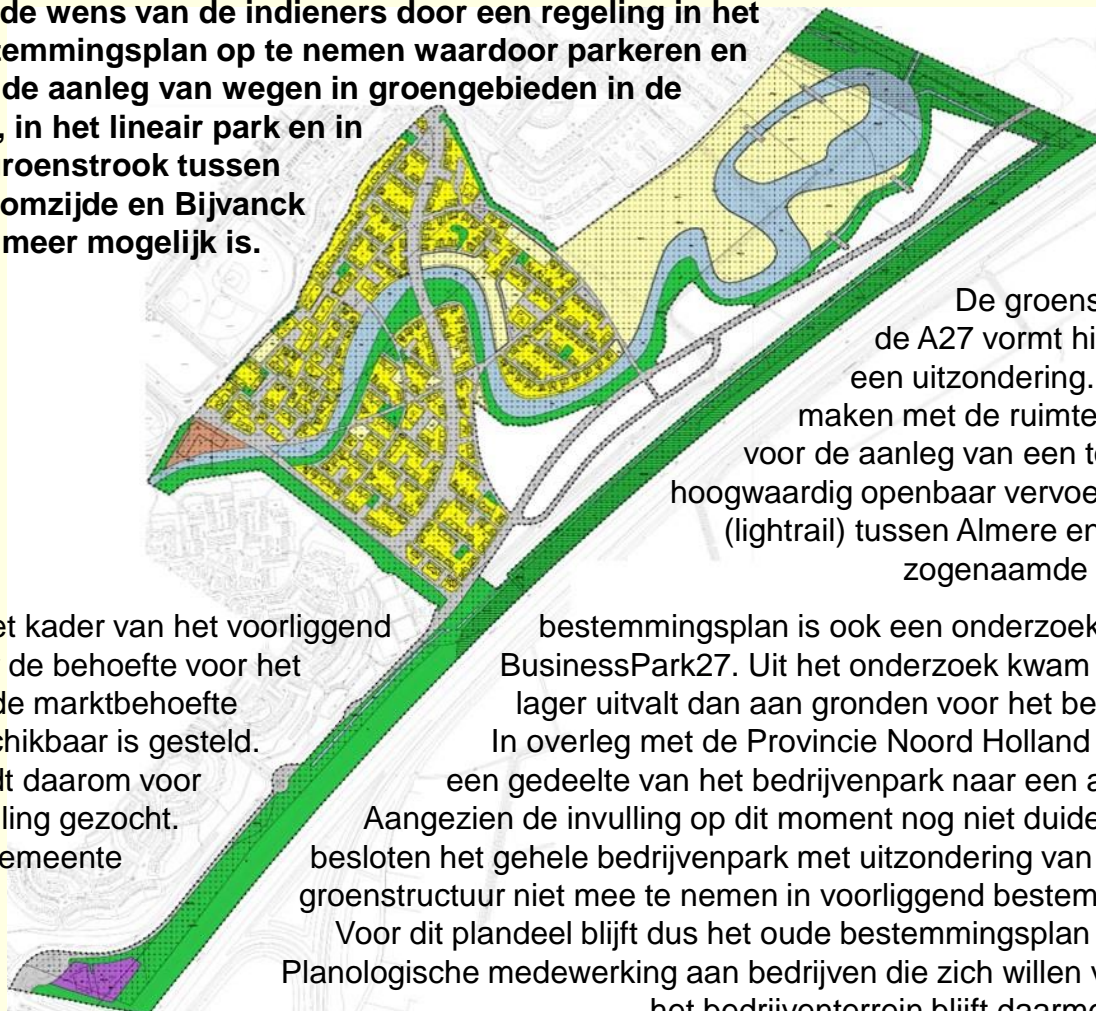 de wens van de indieners door een regeling in het
temmingsplan op te nemen waardoor parkeren en
de aanleg van wegen in groengebieden in de
, in het lineair park en in
roenstrook tussen
omzijde en Bijvanck
meer mogelijk is.
De groens
de A27 vormt hi
een uitzondering.
maken met de ruimte
voor de aanleg van een t
hoogwaardig openbaar vervoe
(lightrail) tussen Almere en
zogenaamde
et kader van het voorliggend
de behoefte voor het
de marktbehoefte
chikbaar is gesteld.
dt daarom voor
ling gezocht.
emeente
bestemmingsplan is ook een onderzoek
BusinessPark27. Uit het onderzoek kwam
lager uitvalt dan aan gronden voor het be
In overleg met de Provincie Noord Holland
een gedeelte van het bedrijvenpark naar een a
Aangezien de invulling op dit moment nog niet duide
besloten het gehele bedrijvenpark met uitzondering van
groenstructuur niet mee te nemen in voorliggend bestem
Voor dit plandeel blijft dus het oude bestemmingsplan
Planologische medewerking aan bedrijven die zich willen v
het bedrijventerrein blijft daarme